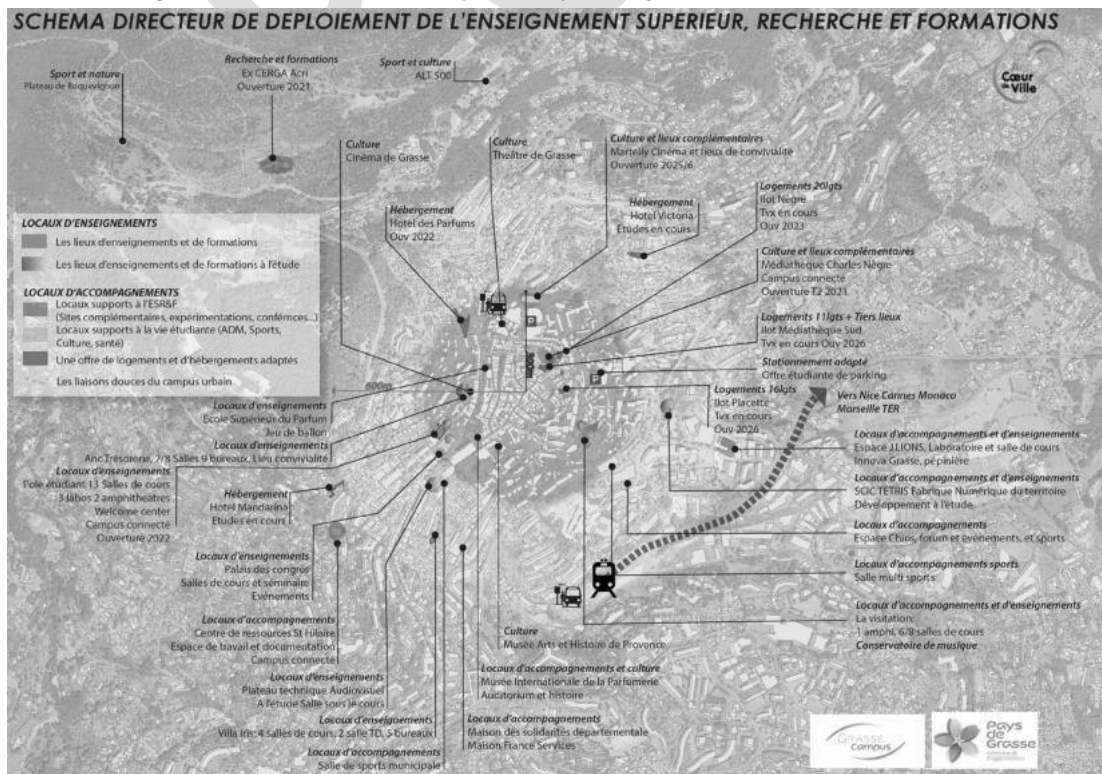 SCHEMA DIRECTEUR DE DEPLOIEMENT DE L'ENSEIGNEMENT SUPERIEUR, RECHERCHE ET FORMATIONS
Sport et nature
Plateau de Roquevignon
Recherche et formations
Ex CERGA Acri
Ouverture 2021
Sport et culture
ALT 500
Cœur
de Ville
Culture
Cinéma de Grasse
Culture
Théâtre de Grasse
Culture et lieux complémentaires
Martelly Cinéma et lieu de convivialité
Ouverture 2025/6
Hébergement
Hotel des Parfums
Ouv 2022
Hébergement
Hotel Victoria
Etudes en cours
Logements 20lgts
Ilot Nègre
Tvx en cours
Ouv 2023
Culture et lieux complémentaires
Médiathèque Charles Nègre
Campus connecté
Ouverture T2 2021
Logements 11lgts + Tiers lieux
Ilot Médiathèque Sud
Tvx en cours Ouv 2026
Stationnement adapté
Offre étudiante de parking
Logements 16lgts
Ilot Placette
Tvx en cours
Ouv 2026
Vers Nice Cannes Monaco
Marseille TER
LOCAUX D'ENSEIGNEMENTS
Les lieux d'enseignements et de formations
Les lieux d'enseignements et de formations à l'étude
LOCAUX D'ACCOMPAGNEMENTS
Locaux supports à l'ESR&F
(Sites complémentaires, expérimentations, conférnces...)
Locaux supports à la vie étudiante (ADM, Sports,
Culture, santé)
Une offre de logements et d'hébergements adaptés
Les liaisons douces du campus urbain
P
P
300m
600m
Locaux d'enseignements
Ecole Supérieur du Parfum
Jeu de ballon
Locaux d'enseignements
Anc Trésorerie, 7/8 Salles 9 bureaux, Lieu convivialité
Locaux d'enseignements
Pole étudiant 13 Salles de cours
3 labos 2 amphithéatres
Welcome center
Campus connecté
Ouverture 2022
Hébergement
Hotel Mandarina
Etudes en cours
Locaux d'enseignements
Palais des congres
Salles de cours et séminaire
Evénements
Locaux d'accompagnements
Centre de ressources St Hilaire
Espace de travail et documentation
Campus connecté
Locaux d'enseignements
Plateau technique Audiovisuel
A l'étude Salle sous le cours
Locaux d'enseignements
Villa Iris: 4 salles de cours, 2 salle TD, 5 bureaux
Locaux d'accompagnements
Salle de sports municipale
Culture
Musée Arts et Histoire de Provence
Locaux d'accompagnements et culture
Musée Internationale de la Parfumerie
Auditorium et histoire
Locaux d'accompagnements
Maison des solidarités départementale
Maison France Services
Locaux d'accompagnements et d'enseignements
Espace J.LIONS, Laboratoire et salle de cours
Innova Grasse, pépinière
Locaux d'accompagnements et d'enseignements
SCIC TETRIS Fabrique Numérique du territoire
Développement à l'étude
Locaux d'accompagnements
Espace Chiris, forum et évènements, et sports
Locaux d'accompagnements sports
Salle multi sports
Locaux d'accompagnements et d'enseignement
La visitation:
1 amphi, 6/8 salles de cours
Conservatoire de musique
GRASSE
Campus
Pays
de
Grasse